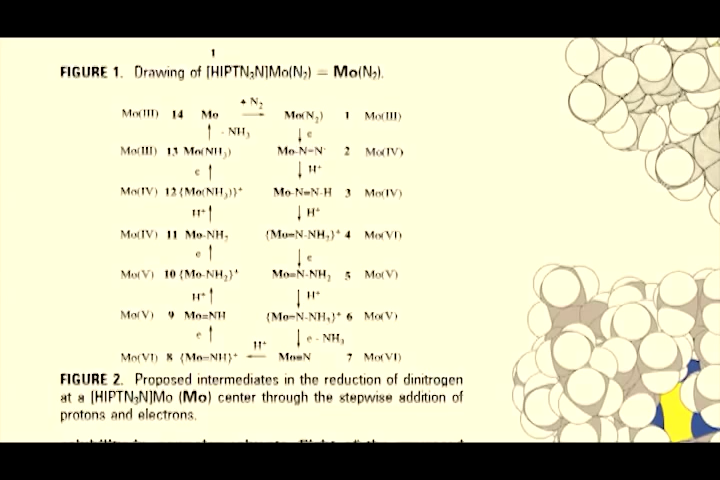 1
FIGURE 1. Drawing of [HIPTN₃N]Mo(N₂) = Mo(N₂).
Mo(III) 14 Mo + N₂ → Mo(N₂) 1 Mo(III)
↑ - NH₃ ↓ e
Mo(III) 13 Mo(NH₃) Mo-N=N⁻ 2 Mo(IV)
e ↑ ↓ H⁺
Mo(IV) 12 {Mo(NH₃)}⁺ Mo-N=N-H 3 Mo(IV)
H⁺ ↑ ↓ H⁺
Mo(IV) 11 Mo-NH₂ {Mo=N-NH₂}⁺ 4 Mo(VI)
e ↑ ↓ e
Mo(V) 10 {Mo-NH₂}⁺ Mo=N-NH₂ 5 Mo(V)
H⁺ ↑ ↓ H⁺
Mo(V) 9 Mo=NH {Mo=N-NH₃}⁺ 6 Mo(V)
e ↑ ↓ e - NH₃
Mo(VI) 8 {Mo=NH}⁺ ← H⁺ Mo≡N 7 Mo(VI)
FIGURE 2. Proposed intermediates in the reduction of dinitrogen
at a [HIPTN₃N]Mo (Mo) center through the stepwise addition of
protons and electrons.